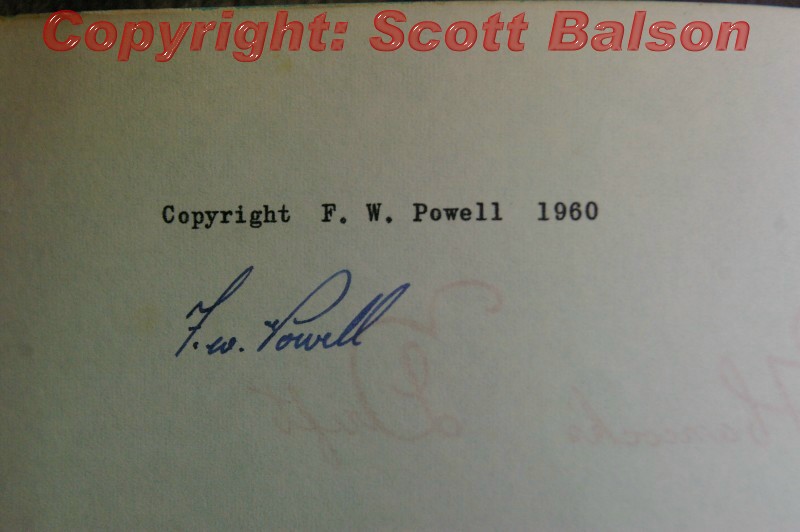 Copyright: Scott Balson
Copyright F. W. Powell 1960
F. W. Powell